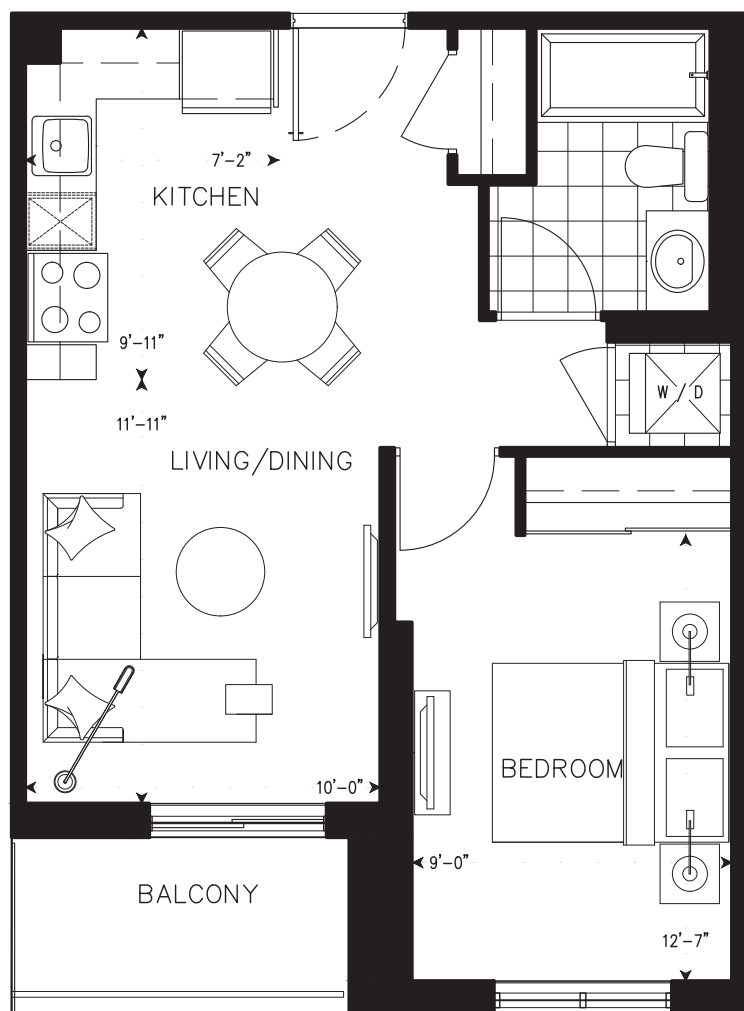 7'-2"
KITCHEN
9'-11"
11'-11"
W / D
LIVING/DINING
10'-0"
BEDROOM
9'-0"
BALCONY
12'-7"